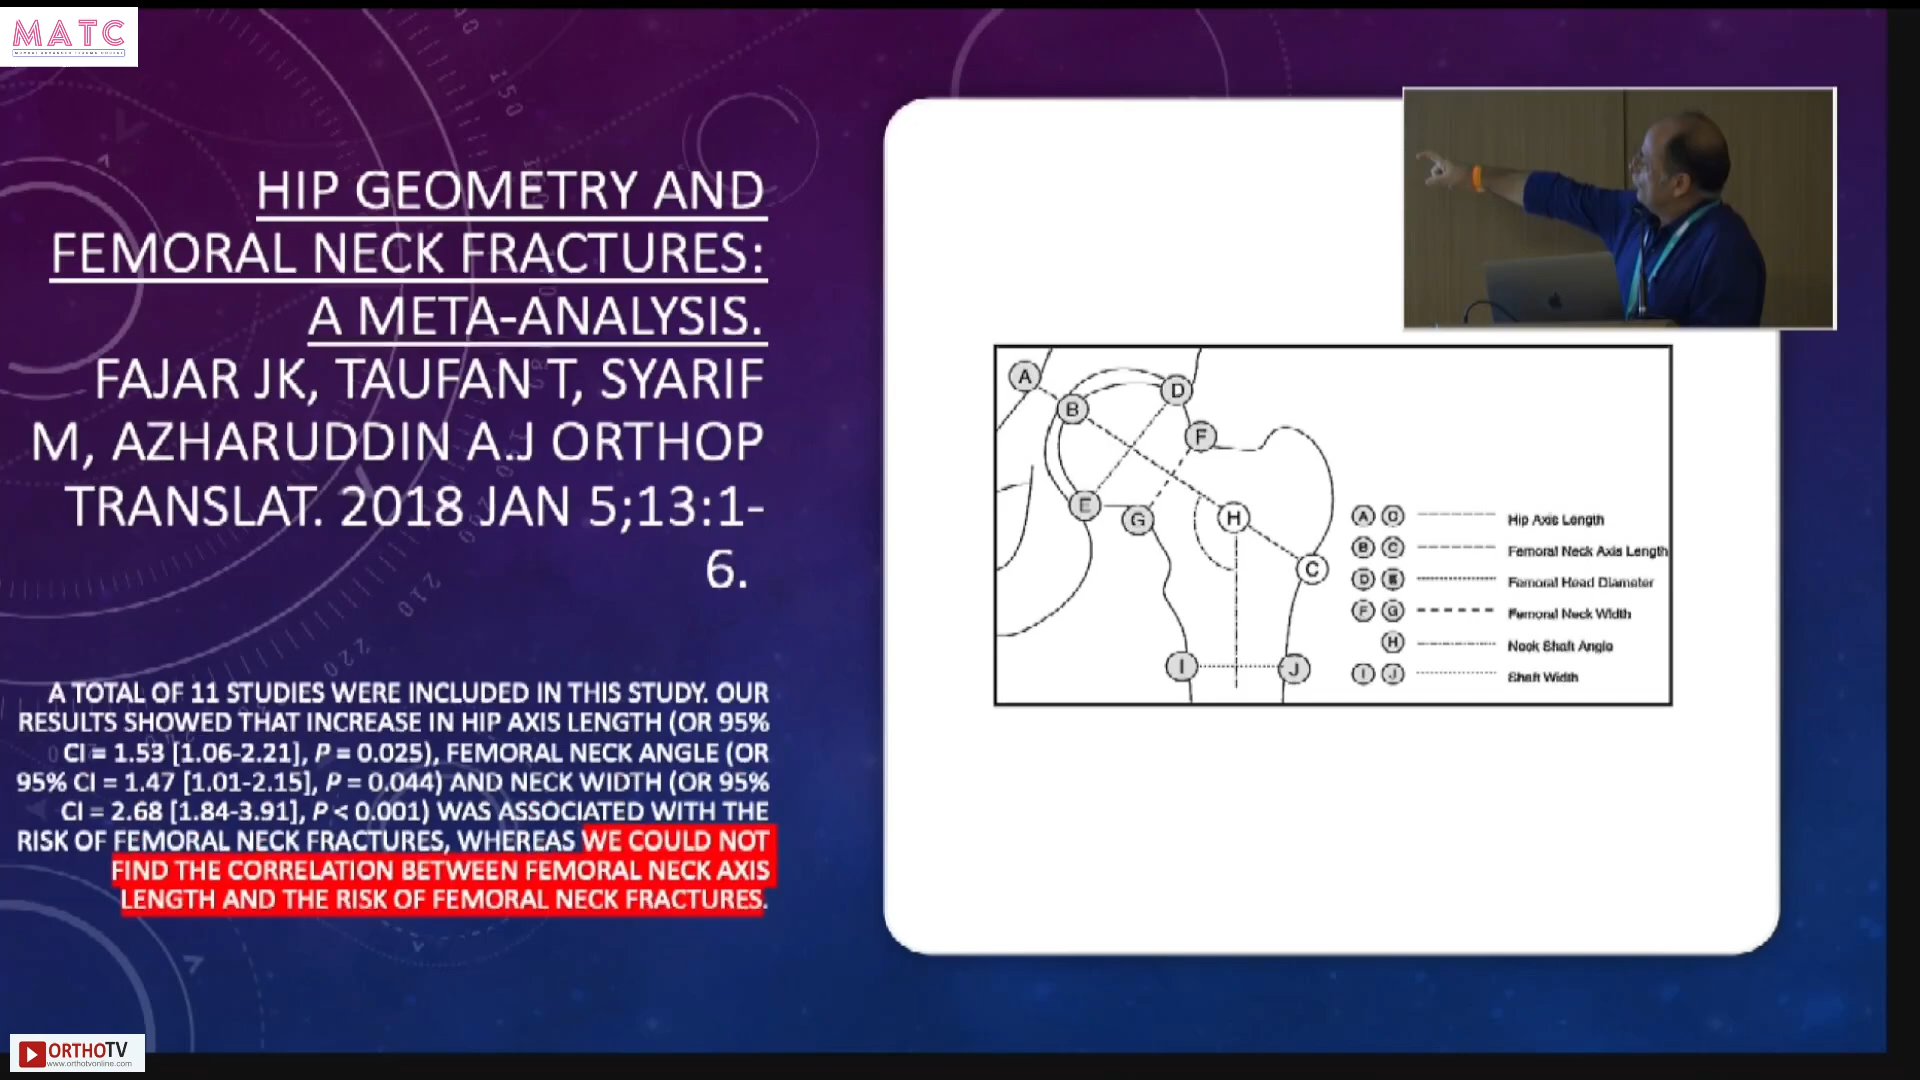 MATC
HIP GEOMETRY AND
FEMORAL NECK FRACTURES:
A META-ANALYSIS.
FAJAR JK, TAUFAN T, SYARIF
M, AZHARUDDIN A.J ORTHOP
TRANSLAT. 2018 JAN 5;13:1-
6.
A TOTAL OF 11 STUDIES WERE INCLUDED IN THIS STUDY. OUR
RESULTS SHOWED THAT INCREASE IN HIP AXIS LENGTH (OR 95%
CI = 1.53 [1.06-2.21], P = 0.025), FEMORAL NECK ANGLE (OR
95% CI = 1.47 [1.01-2.15], P = 0.044) AND NECK WIDTH (OR 95%
CI = 2.68 [1.84-3.91], P < 0.001) WAS ASSOCIATED WITH THE
RISK OF FEMORAL NECK FRACTURES, WHEREAS WE COULD NOT
FIND THE CORRELATION BETWEEN FEMORAL NECK AXIS
LENGTH AND THE RISK OF FEMORAL NECK FRACTURES.
A
B
D
F
E
G
H
C
I
J
A C Hip Axis Length
B C Femoral Neck Axis Length
D E Femoral Head Diameter
F G Femoral Neck Width
H Neck Shaft Angle
I J Shaft Width
150
160
210
220
ORTHOTV
www.orthotvonline.com